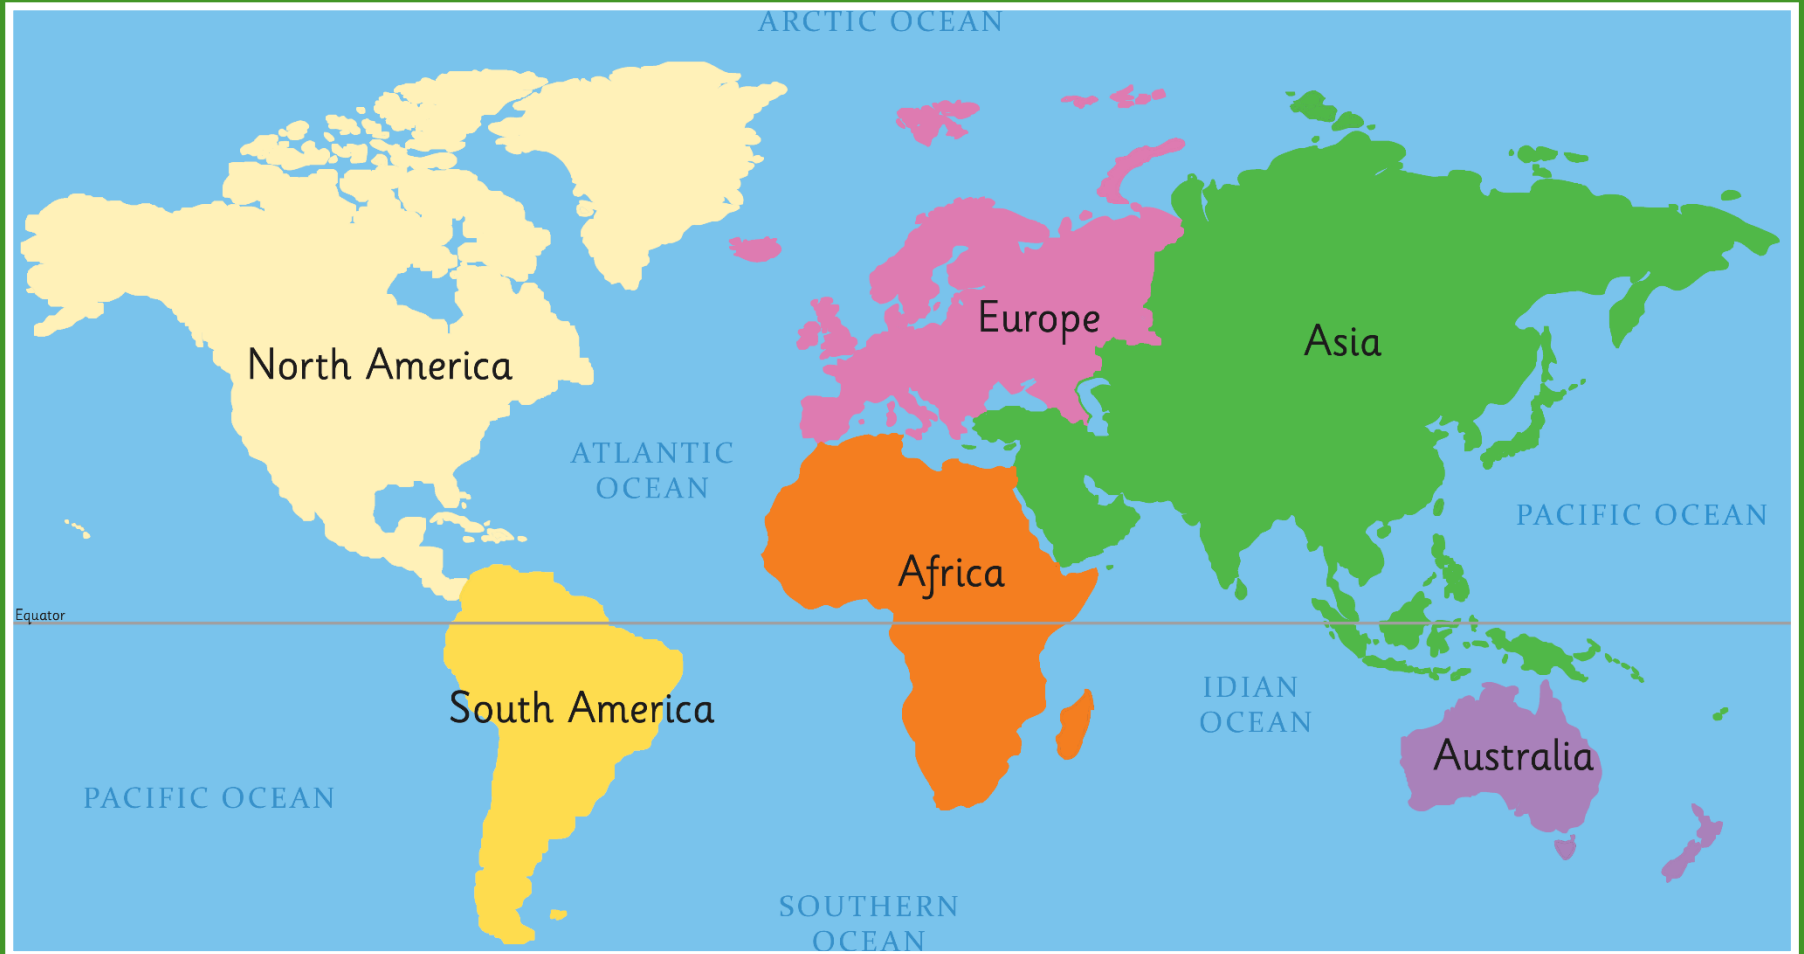 ARCTIC OCEAN
Europe
Asia
North America
ATLANTIC
OCEAN
PACIFIC OCEAN
Africa
Equator
IDIAN
OCEAN
South America
Australia
PACIFIC OCEAN
SOUTHERN
OCEAN